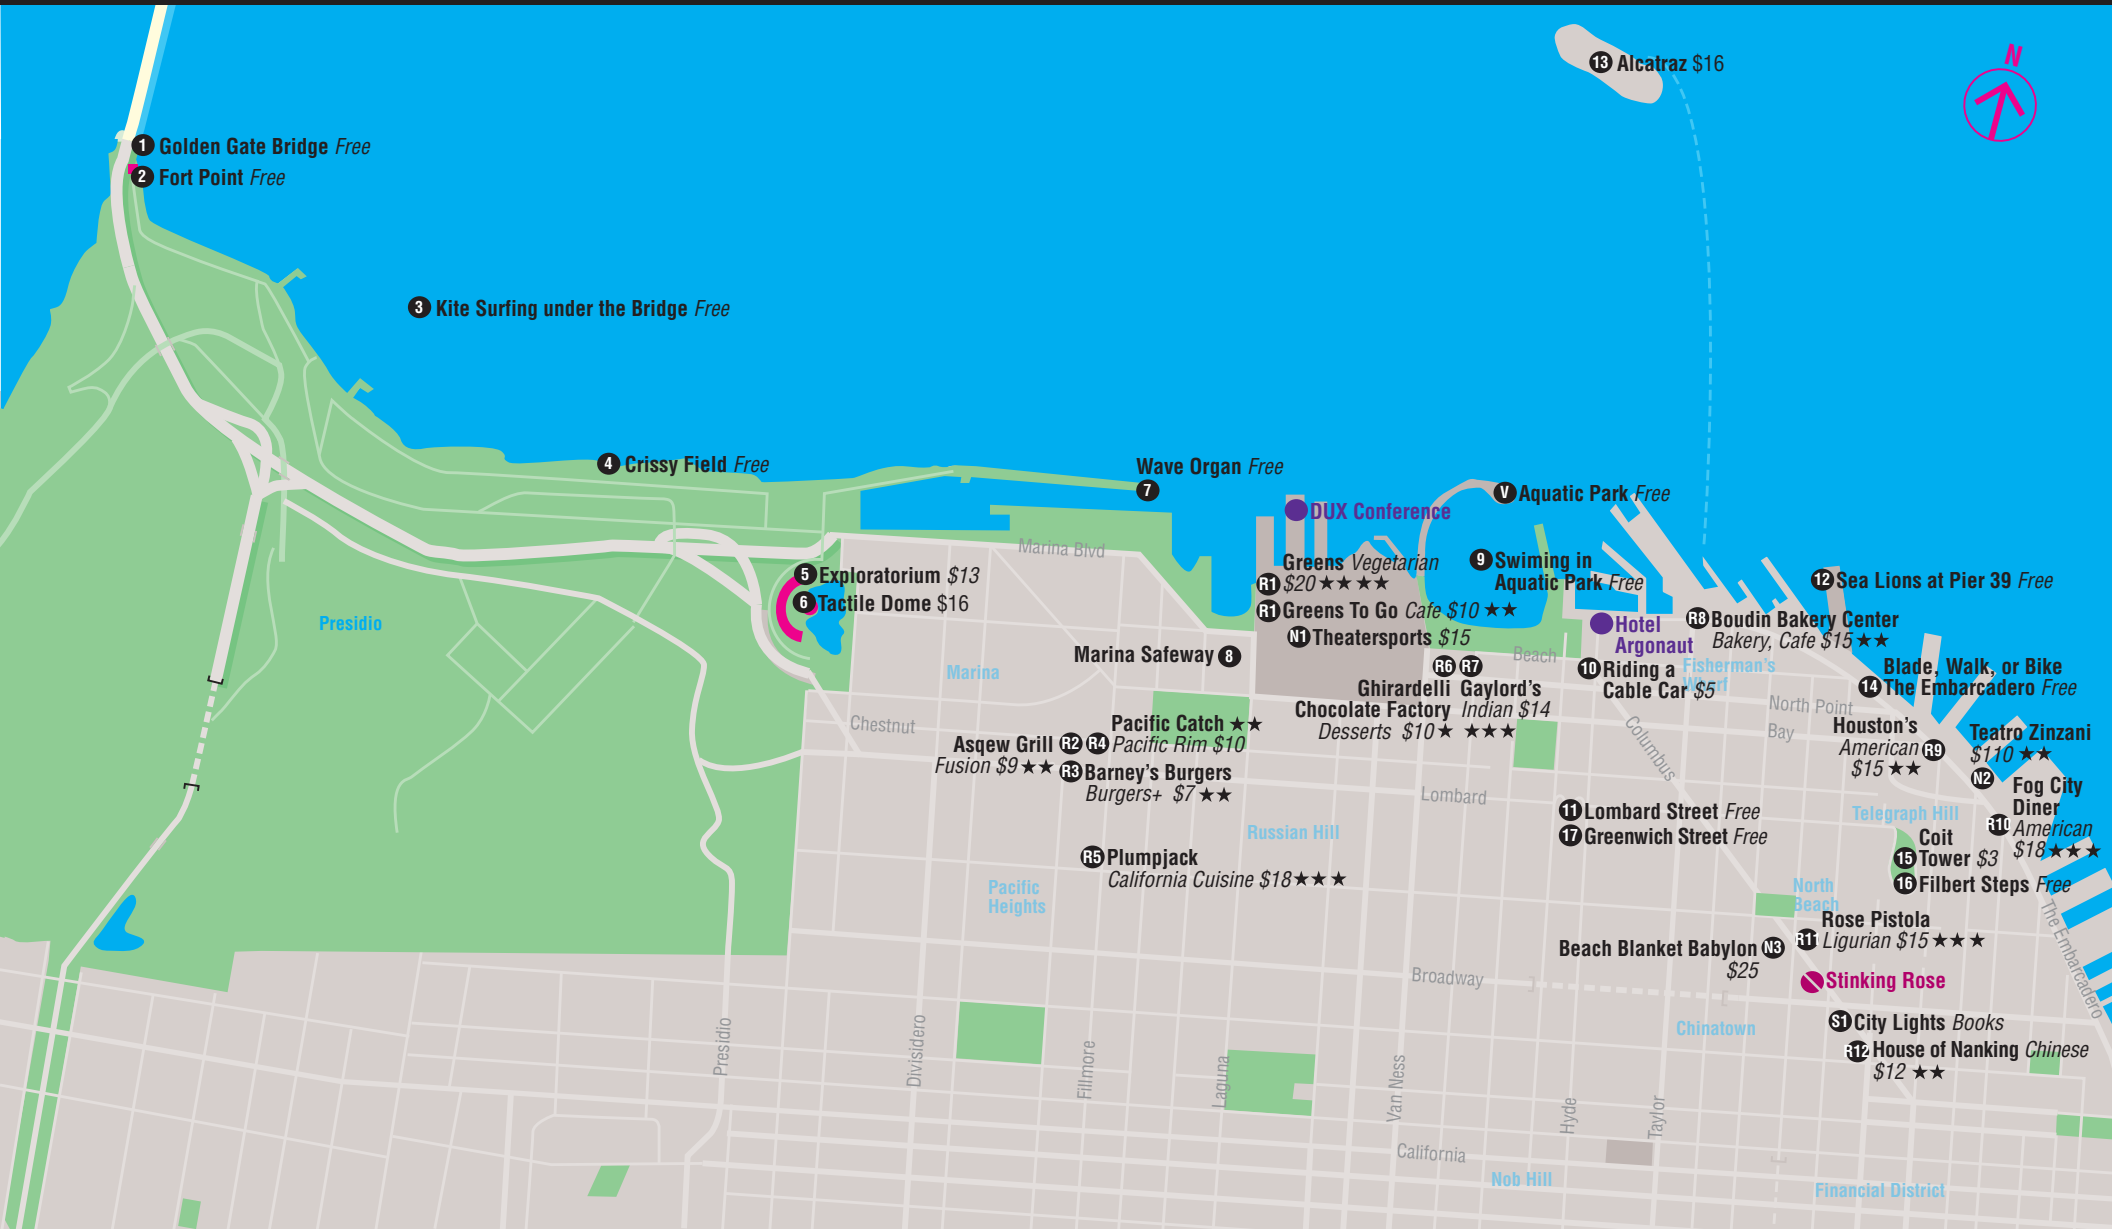 N
13 Alcatraz $16
1 Golden Gate Bridge Free
2 Fort Point Free
3 Kite Surfing under the Bridge Free
4 Crissy Field Free
Wave Organ Free
7
V Aquatic Park Free
DUX Conference
Marina Blvd
5 Exploratorium $13
6 Tactile Dome $16
Presidio
Marina
Marina Safeway 8
Greens Vegetarian
R1 $20 ★★★★
R1 Greens To Go Cafe $10 ★★
N1 Theatersports $15
9 Swiming in
Aquatic Park Free
12 Sea Lions at Pier 39 Free
Hotel
Argonaut
R8 Boudin Bakery Center
Bakery, Cafe $15 ★★
Beach
10 Riding a
Cable Car $5
Fisherman's
Wharf
R6 R7
Ghirardelli
Chocolate Factory
Desserts $10 ★
Gaylord's
Indian $14
★★★
Blade, Walk, or Bike
14 The Embarcadero Free
North Point
Bay
Columbus
Chestnut
Pacific Catch ★★
R4 Pacific Rim $10
Asqew Grill R2
Fusion $9 ★★
R3 Barney's Burgers
Burgers+ $7 ★★
Houston's
American R9
$15 ★★
Teatro Zinzani
$110 ★★
N2
Fog City
Diner
R10 American
$18 ★★★
Lombard
11 Lombard Street Free
17 Greenwich Street Free
Telegraph Hill
Coit
15 Tower $3
16 Filbert Steps Free
Russian Hill
R5 Plumpjack
California Cuisine $18 ★★★
Pacific
Heights
North
Beach
Rose Pistola
R11 Ligurian $15 ★★★
Beach Blanket Babylon N3
$25
The Embarcadero
Broadway
Stinking Rose
Chinatown
S1 City Lights Books
R12 House of Nanking Chinese
$12 ★★
Presidio
Divisidero
Fillmore
Laguna
Van Ness
Hyde
Taylor
California
Nob Hill
Financial District